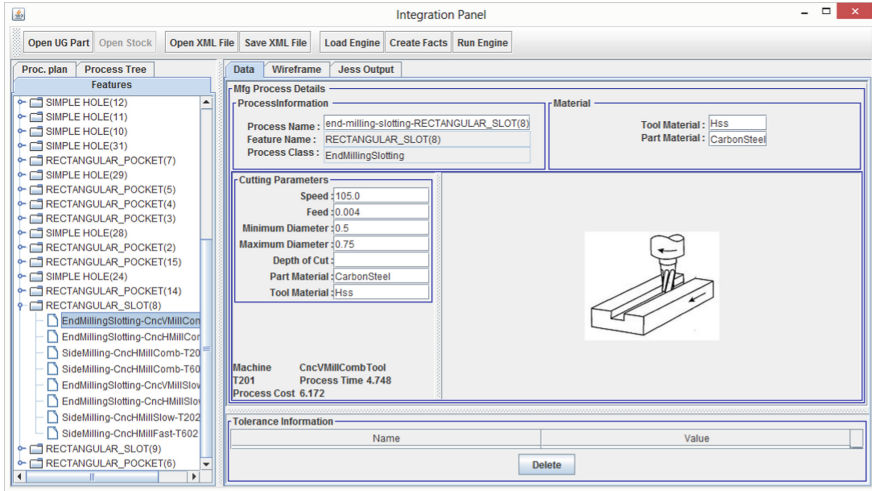 Integration Panel
Open UG Part Open Stock Open XML File Save XML File Load Engine Create Facts Run Engine
Proc. plan Process Tree
Features
SIMPLE HOLE(12)
SIMPLE HOLE(11)
SIMPLE HOLE(10)
SIMPLE HOLE(31)
RECTANGULAR_POCKET(7)
SIMPLE HOLE(29)
RECTANGULAR_POCKET(5)
RECTANGULAR_POCKET(4)
RECTANGULAR_POCKET(3)
SIMPLE HOLE(28)
RECTANGULAR_POCKET(2)
RECTANGULAR_POCKET(15)
SIMPLE HOLE(24)
RECTANGULAR_POCKET(14)
RECTANGULAR_SLOT(8)
EndMillingSlotting-CncVMillCon
EndMillingSlotting-CncHMillCor
SideMilling-CncHMillComb-T20
SideMilling-CncHMillComb-T60
EndMillingSlotting-CncVMillSlov
EndMillingSlotting-CncHMillSlov
SideMilling-CncHMillSlow-T202
SideMilling-CncHMillFast-T602
RECTANGULAR_SLOT(9)
RECTANGULAR_POCKET(6)
Data Wireframe Jess Output
Mfg Process Details
ProcessInformation
Process Name : end-milling-slotting-RECTANGULAR_SLOT(8)
Feature Name : RECTANGULAR_SLOT(8)
Process Class : EndMillingSlotting
Material
Tool Material : Hss
Part Material : CarbonSteel
Cutting Parameters
Speed : 105.0
Feed : 0.004
Minimum Diameter : 0.5
Maximum Diameter : 0.75
Depth of Cut :
Part Material : CarbonSteel
Tool Material : Hss
Machine CncVMillCombTool
T201 Process Time 4.748
Process Cost 6.172
Tolerance Information
Name Value
Delete